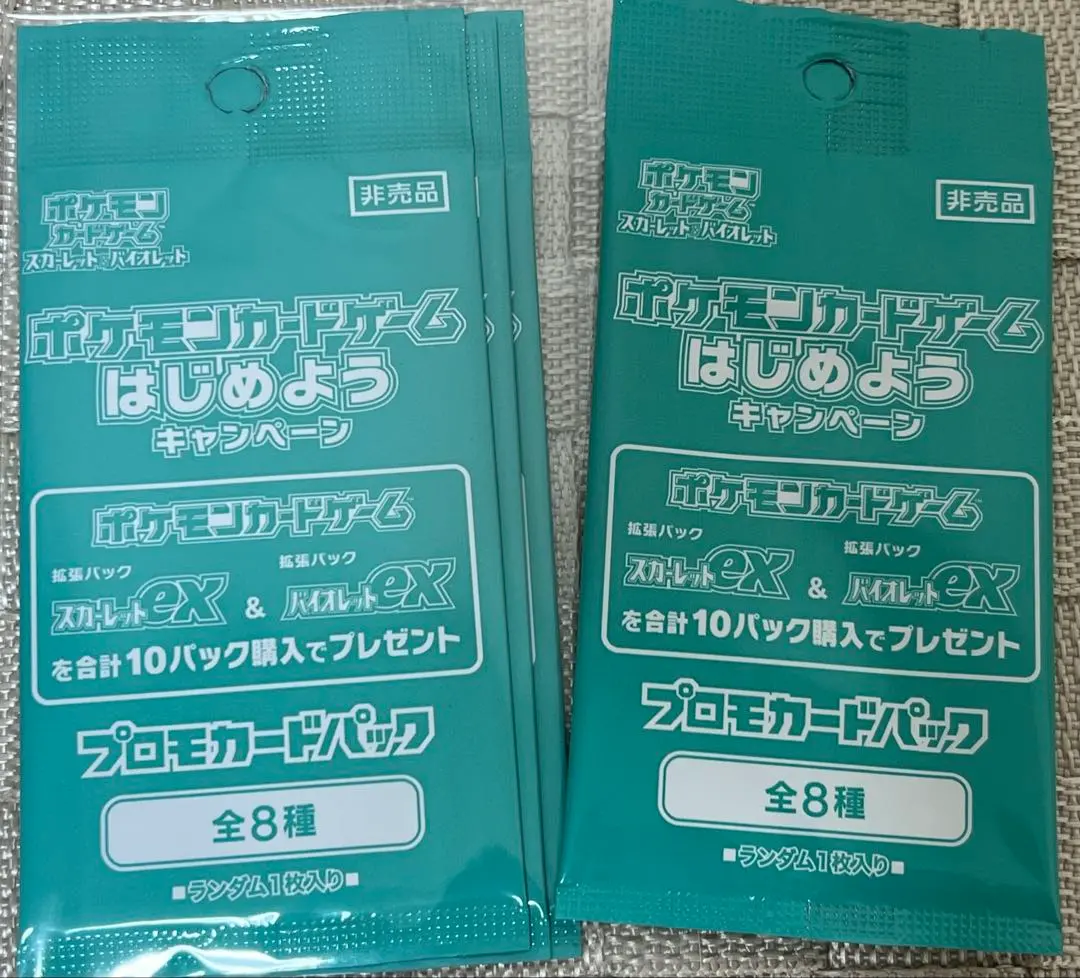 非売品
ポケモン
カードゲーム
スカーレット&バイオレット
ポケモンカードゲーム
はじめよう
キャンペーン
ポケモンカードゲーム
拡張パック 拡張パック
スカーレットex & バイオレットex
を合計10パック購入でプレゼント
プロモカードパック
全8種
■ランダム1枚入り■
非売品
ポケモン
カードゲーム
スカーレット&バイオレット
ポケモンカードゲーム
はじめよう
キャンペーン
ポケモンカードゲーム
拡張パック 拡張パック
スカーレットex & バイオレットex
を合計10パック購入でプレゼント
プロモカードパック
全8種
■ランダム1枚入り■